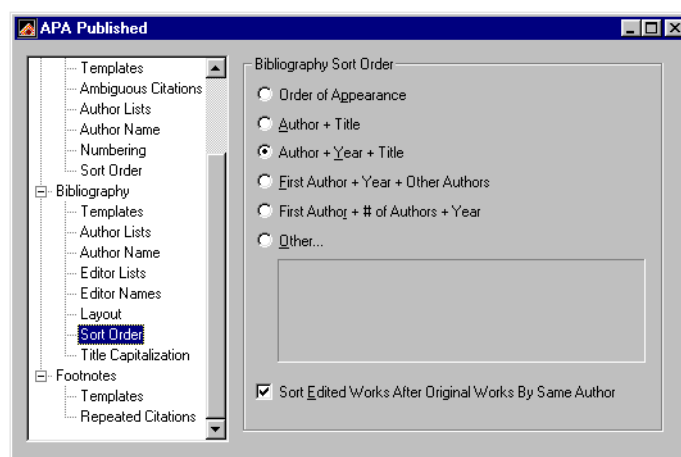 APA Published
Templates
Ambiguous Citations
Author Lists
Author Name
Numbering
Sort Order
Bibliography
Templates
Author Lists
Author Name
Editor Lists
Editor Names
Layout
Sort Order
Title Capitalization
Footnotes
Templates
Repeated Citations
Bibliography Sort Order
Order of Appearance
Author + Title
Author + Year + Title
First Author + Year + Other Authors
First Author + # of Authors + Year
Other...
Sort Edited Works After Original Works By Same Author